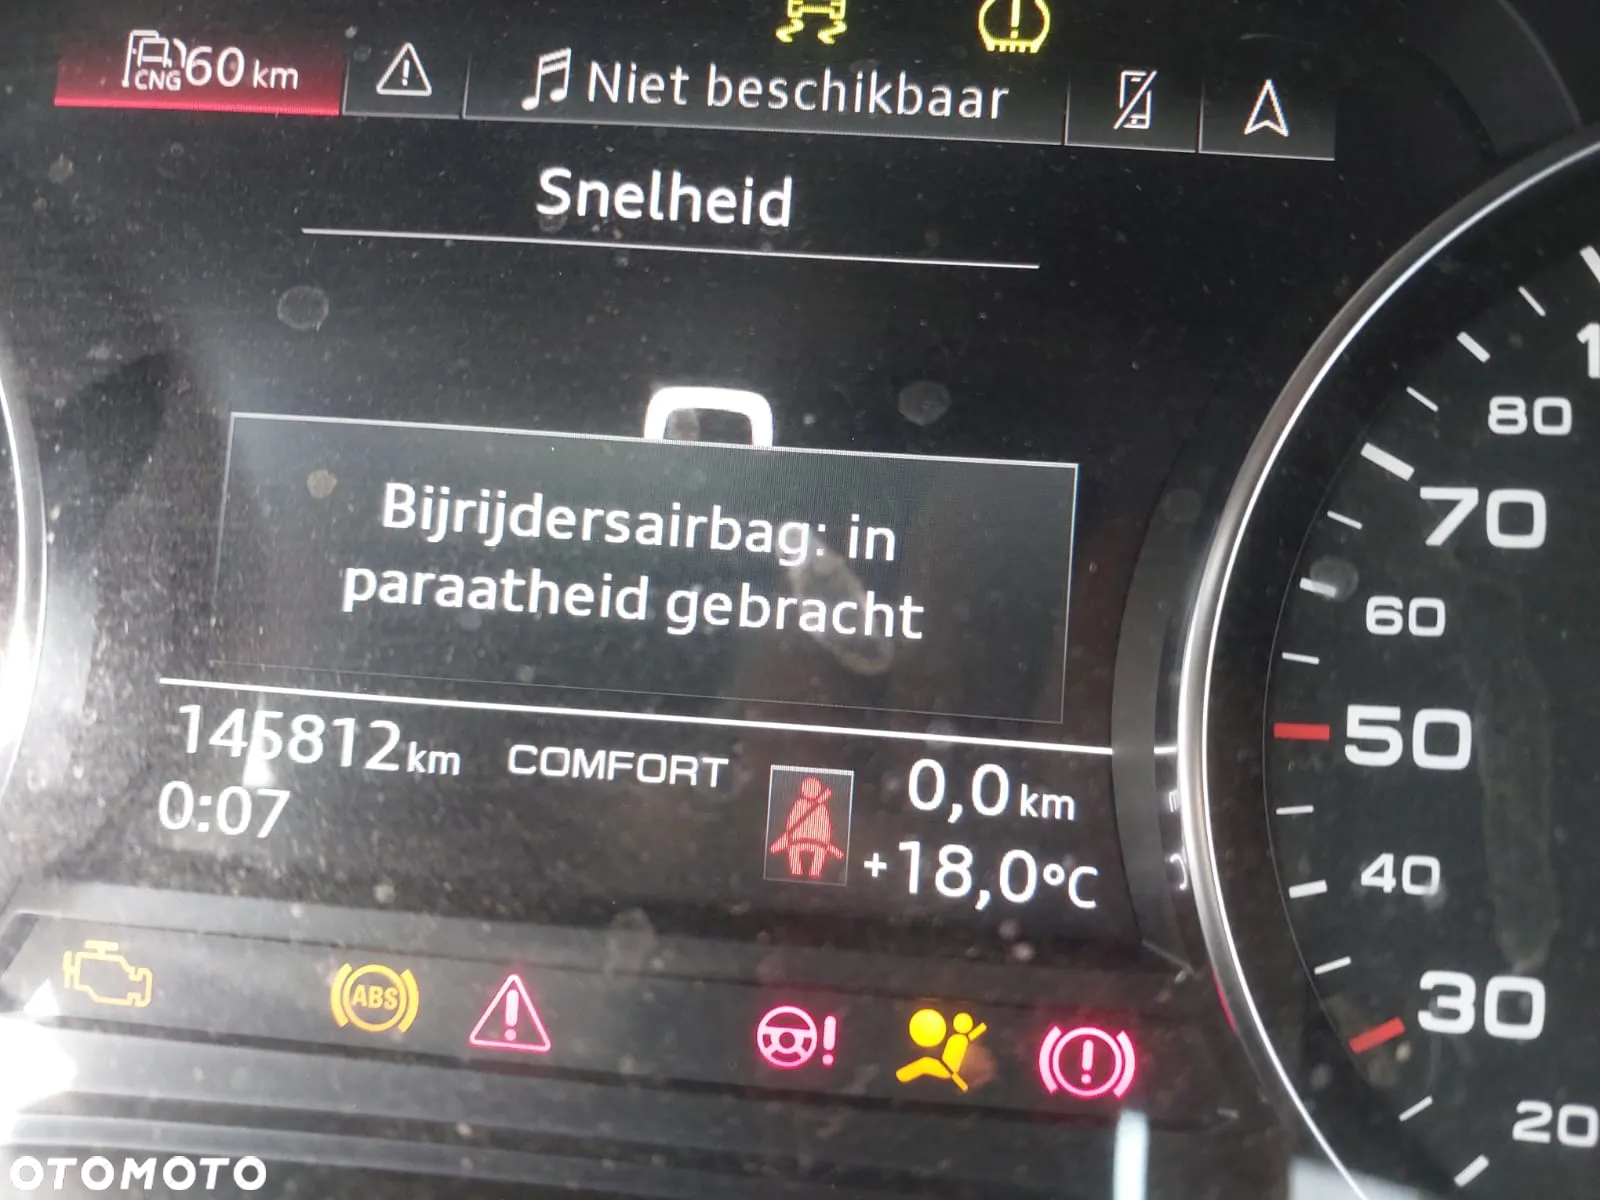 CNG 60 km
Niet beschikbaar
Snelheid
Bijrijdersairbag: in
paraatheid gebracht
145812 km
COMFORT
0,0 km
0:07
+18,0°C
ABS
80
70
60
50
40
30
20
OTOMOTO